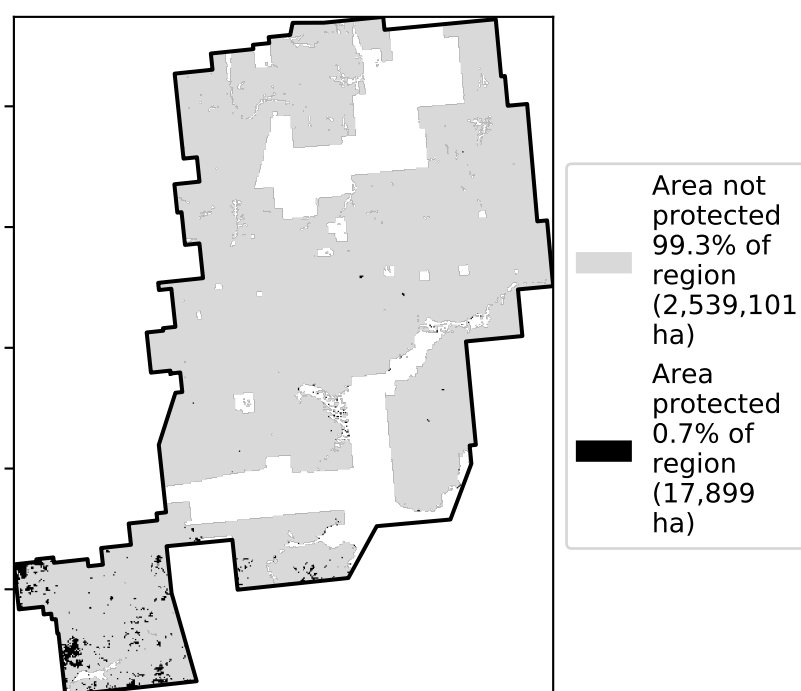 Area not
protected
99.3% of
region
(2,539,101
ha)
Area
protected
0.7% of
region
(17,899
ha)